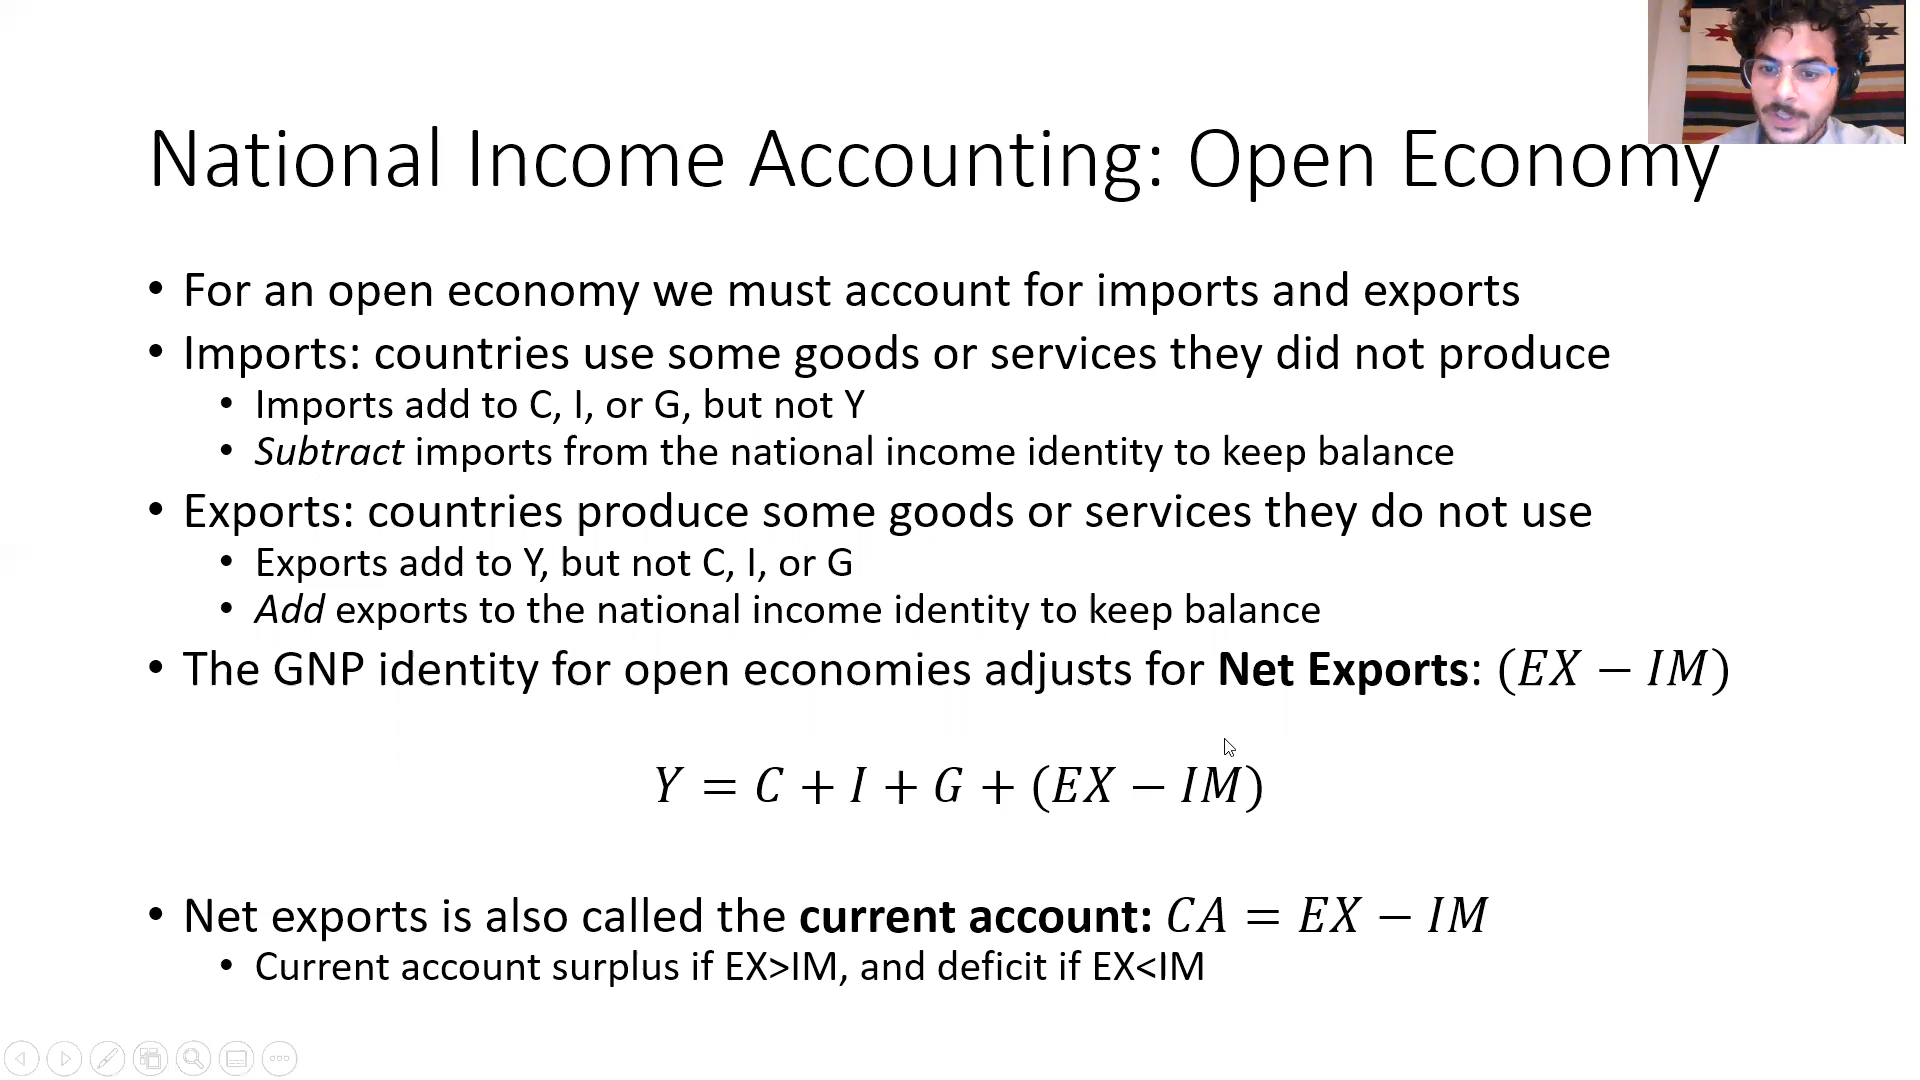 National Income Accounting: Open Economy
• For an open economy we must account for imports and exports
• Imports: countries use some goods or services they did not produce
• Imports add to C, I, or G, but not Y
• Subtract imports from the national income identity to keep balance
• Exports: countries produce some goods or services they do not use
• Exports add to Y, but not C, I, or G
• Add exports to the national income identity to keep balance
• The GNP identity for open economies adjusts for Net Exports: (EX − IM)
Y = C + I + G + (EX − IM)
• Net exports is also called the current account: CA = EX − IM
• Current account surplus if EX>IM, and deficit if EX<IM